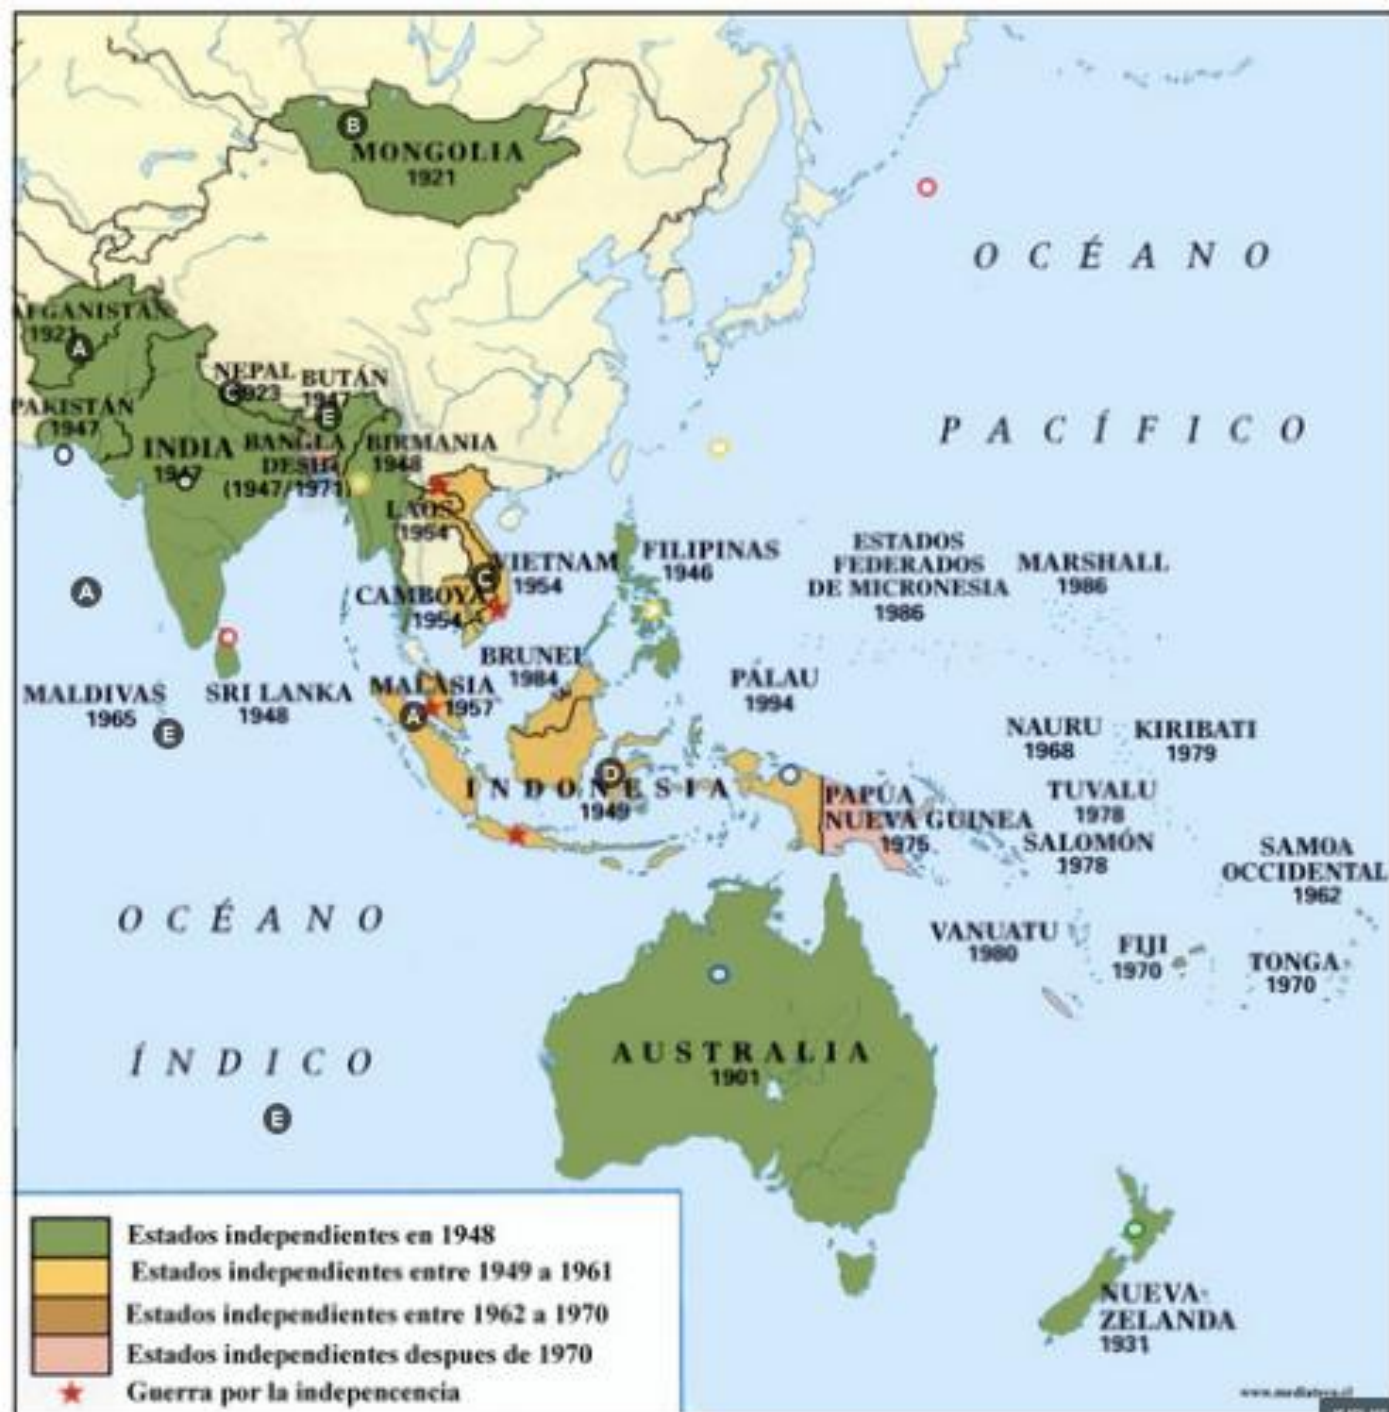 B
MONGOLIA
1921
OCÉANO
AFGANISTÁN
1921
A
NEPAL
1923
C
BUTÁN
1947
E
PAKISTÁN
1947
INDIA
1947
BANGLA
DESH
(1947/1971)
BIRMANIA
1948
PACÍFICO
LAOS
1954
VIETNAM
1954
C
CAMBOYA
1954
FILIPINAS
1946
ESTADOS
FEDERADOS
DE MICRONESIA
1986
MARSHALL
1986
A
BRUNEI
1984
PÁLAU
1994
MALDIVAS
1965
E
SRI LANKA
1948
MALASIA
1957
A
NAURU
1968
KIRIBATI
1979
D
INDONESIA
1949
PAPÚA
NUEVA GUINEA
1975
TUVALU
1978
SALOMÓN
1978
SAMOA
OCCIDENTAL
1962
OCÉANO
VANUATU
1980
FIJI
1970
TONGA
1970
ÍNDICO
E
AUSTRALIA
1901
NUEVA
ZELANDA
1931
Estados independientes en 1948
Estados independientes entre 1949 a 1961
Estados independientes entre 1962 a 1970
Estados independientes despues de 1970
Guerra por la indepencencia
www.mediateca.cl